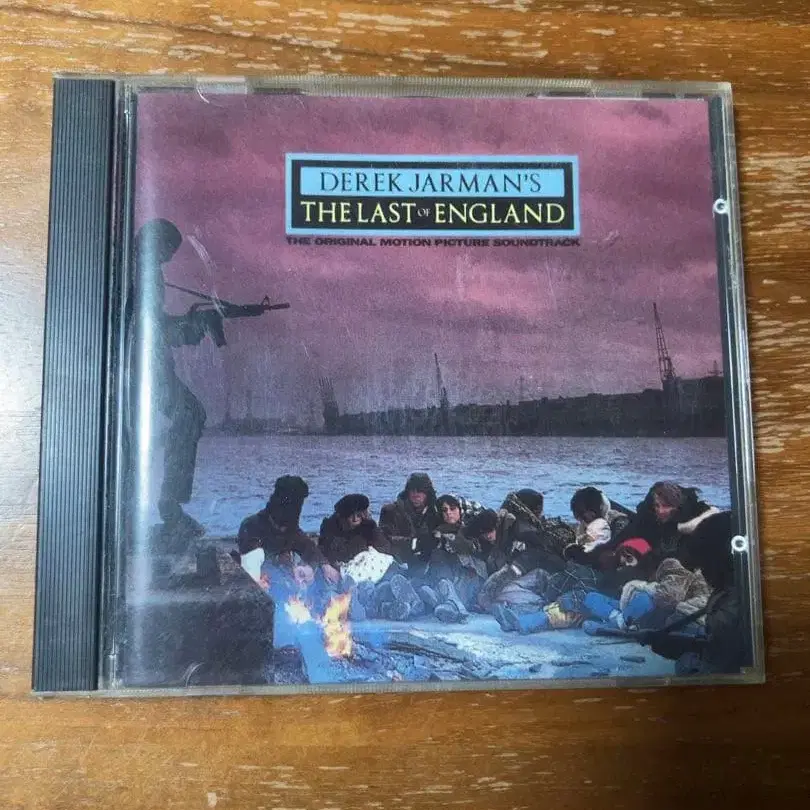 DEREK JARMAN'S
THE LAST OF ENGLAND
THE ORIGINAL MOTION PICTURE SOUNDTRACK